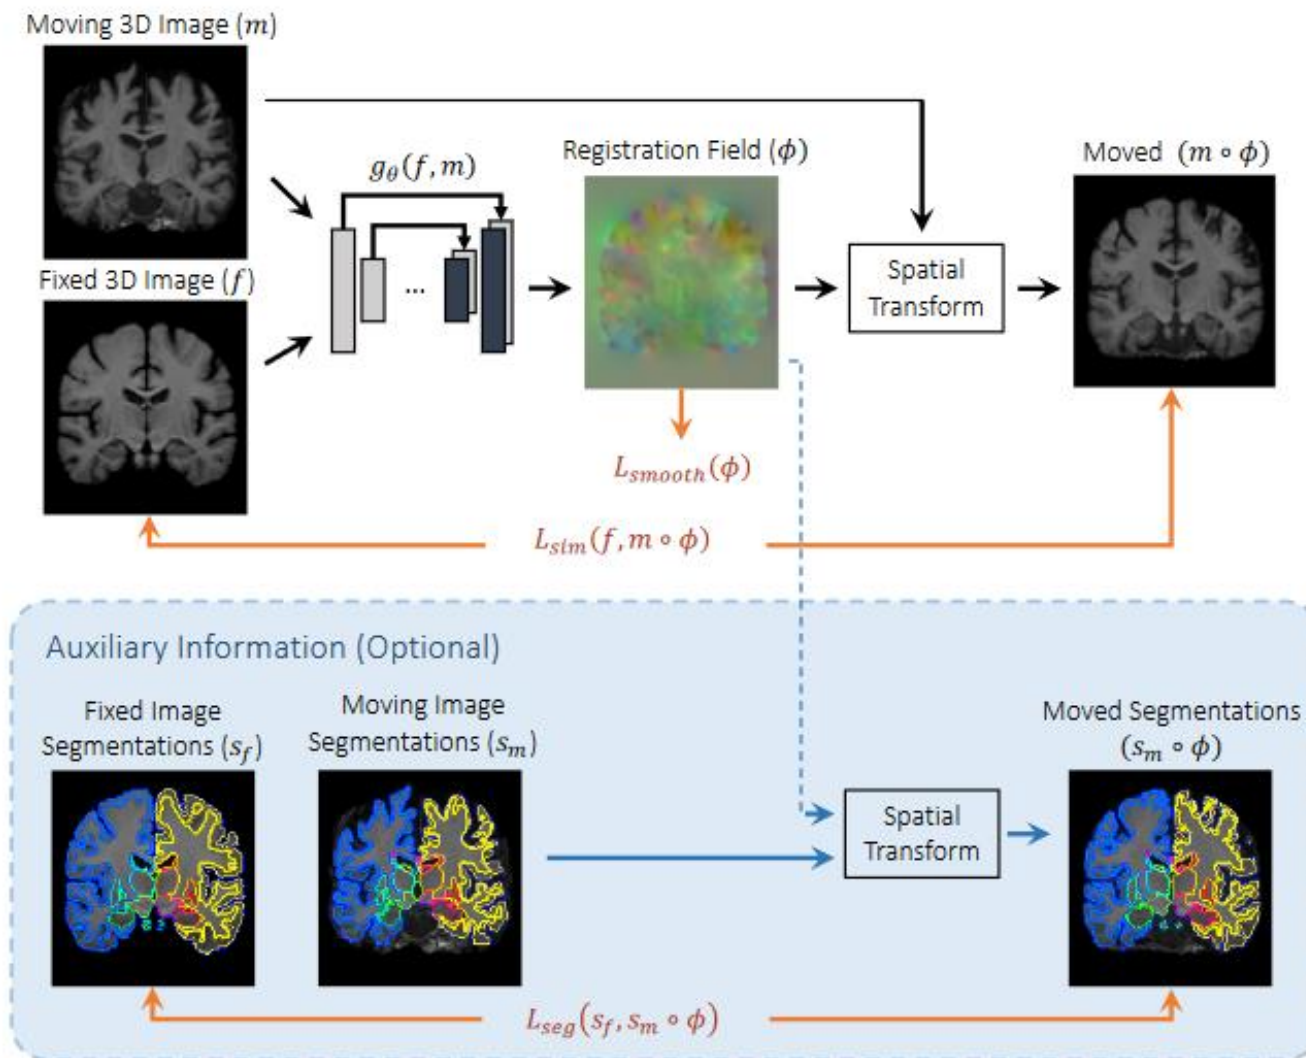 Moving 3D Image (m)
g_θ(f, m)
Registration Field (ϕ)
Moved (m ∘ ϕ)
Fixed 3D Image (f)
...
Spatial
Transform
L_smooth(ϕ)
L_sim(f, m ∘ ϕ)
Auxiliary Information (Optional)
Fixed Image
Segmentations (s_f)
Moving Image
Segmentations (s_m)
Moved Segmentations
(s_m ∘ ϕ)
Spatial
Transform
L_seg(s_f, s_m ∘ ϕ)